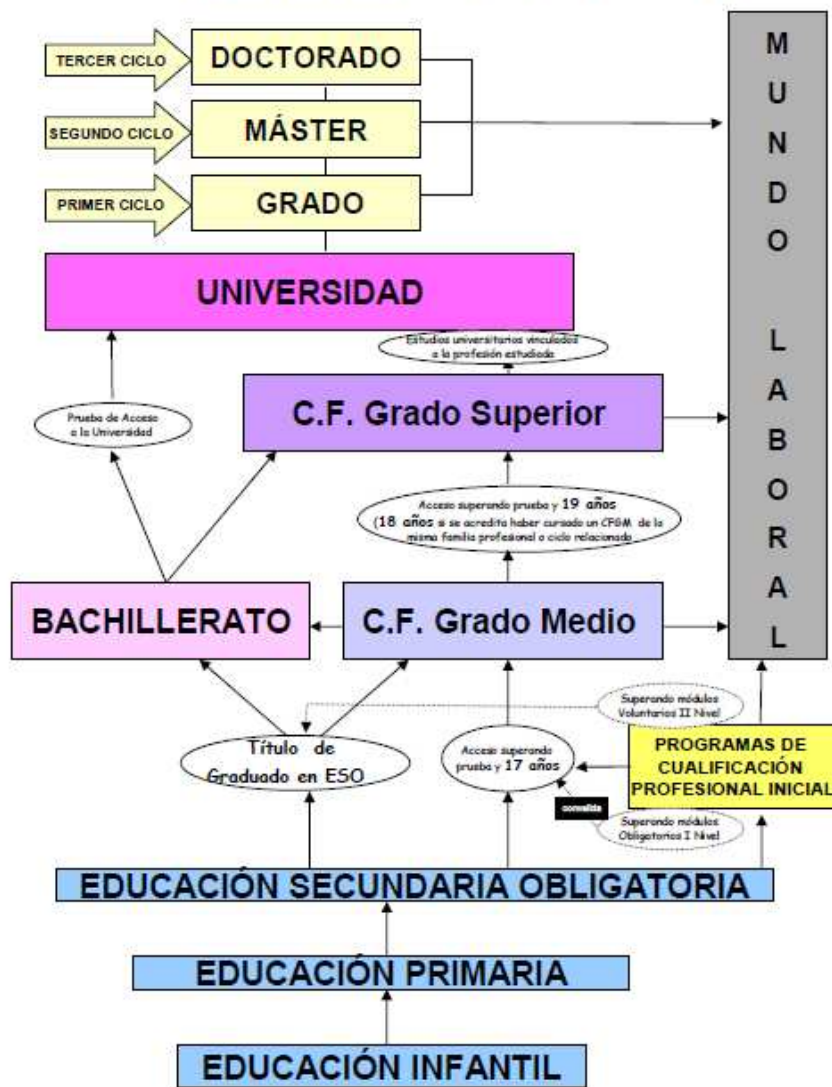 TERCER CICLO
DOCTORADO
SEGUNDO CICLO
MÁSTER
PRIMER CICLO
GRADO
MUNDO LABORAL
UNIVERSIDAD
Estudios universitarios vinculados
a la profesión estudiada
Prueba de Acceso
a la Universidad
C.F. Grado Superior
Acceso superando prueba y 19 años
(18 años si se acredita haber cursado un CFGM de la
misma familia profesional o ciclo relacionado
BACHILLERATO
C.F. Grado Medio
Superando módulos
Voluntarios II Nivel
Título de
Graduado en ESO
Acceso superando
prueba y 17 años
PROGRAMAS DE
CUALIFICACIÓN
PROFESIONAL INICIAL
convalida
Superando módulos
Obligatorios I Nivel
EDUCACIÓN SECUNDARIA OBLIGATORIA
EDUCACIÓN PRIMARIA
EDUCACIÓN INFANTIL